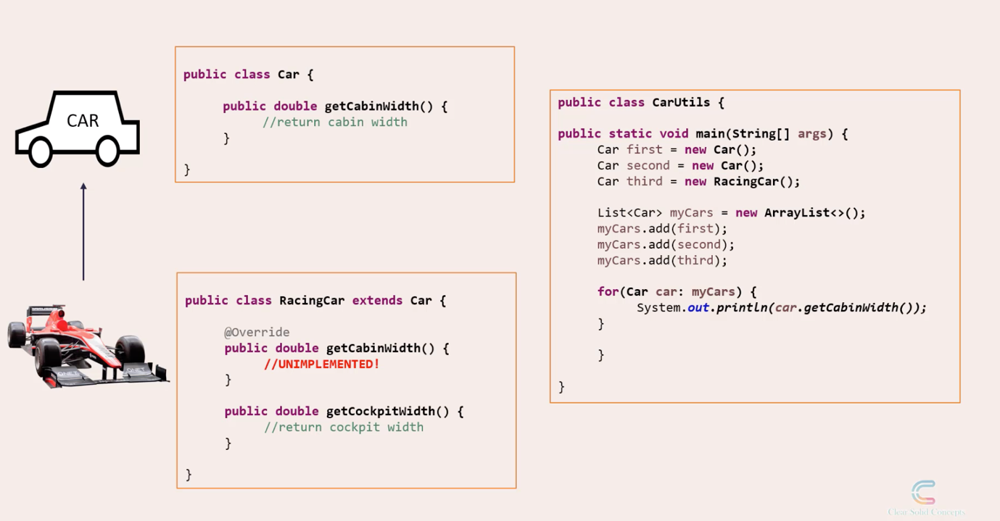 CAR
public class Car {
public double getCabinWidth() {
//return cabin width
}
}
public class RacingCar extends Car {
@Override
public double getCabinWidth() {
//UNIMPLEMENTED!
}
public double getCockpitWidth() {
//return cockpit width
}
}
public class CarUtils {
public static void main(String[] args) {
Car first = new Car();
Car second = new Car();
Car third = new RacingCar();
List<Car> myCars = new ArrayList<>();
myCars.add(first);
myCars.add(second);
myCars.add(third);
for(Car car: myCars) {
System.out.println(car.getCabinWidth());
}
}
}
Clear Solid Concepts